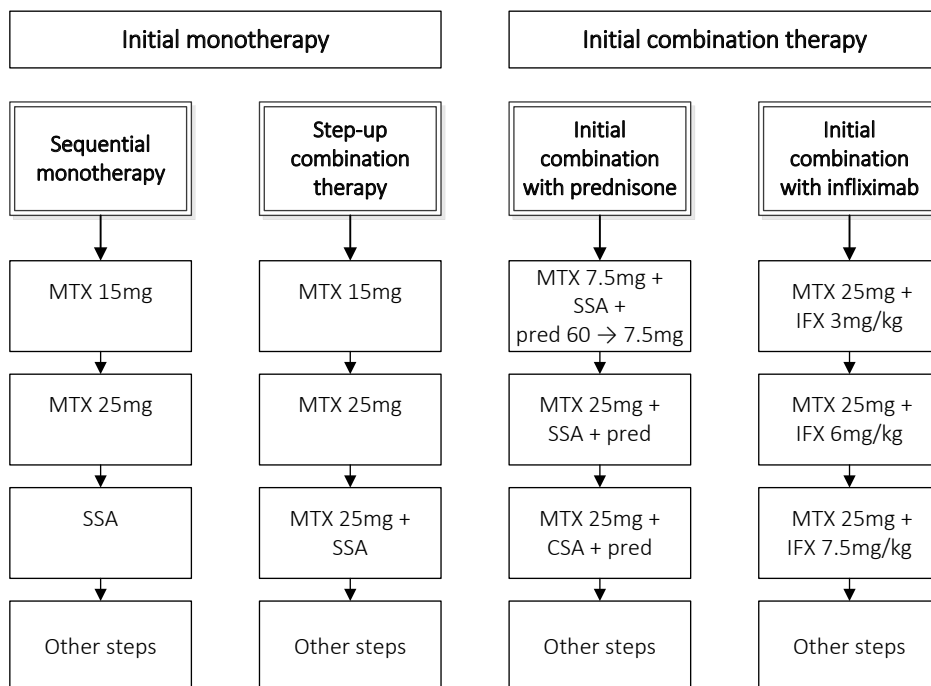 Initial monotherapy
Initial combination therapy
Sequential
monotherapy
Step-up
combination
therapy
Initial
combination
with prednisone
Initial
combination
with infliximab
MTX 15mg
MTX 15mg
MTX 7.5mg +
SSA +
pred 60 → 7.5mg
MTX 25mg +
IFX 3mg/kg
MTX 25mg
MTX 25mg
MTX 25mg +
SSA + pred
MTX 25mg +
IFX 6mg/kg
SSA
MTX 25mg +
SSA
MTX 25mg +
CSA + pred
MTX 25mg +
IFX 7.5mg/kg
Other steps
Other steps
Other steps
Other steps